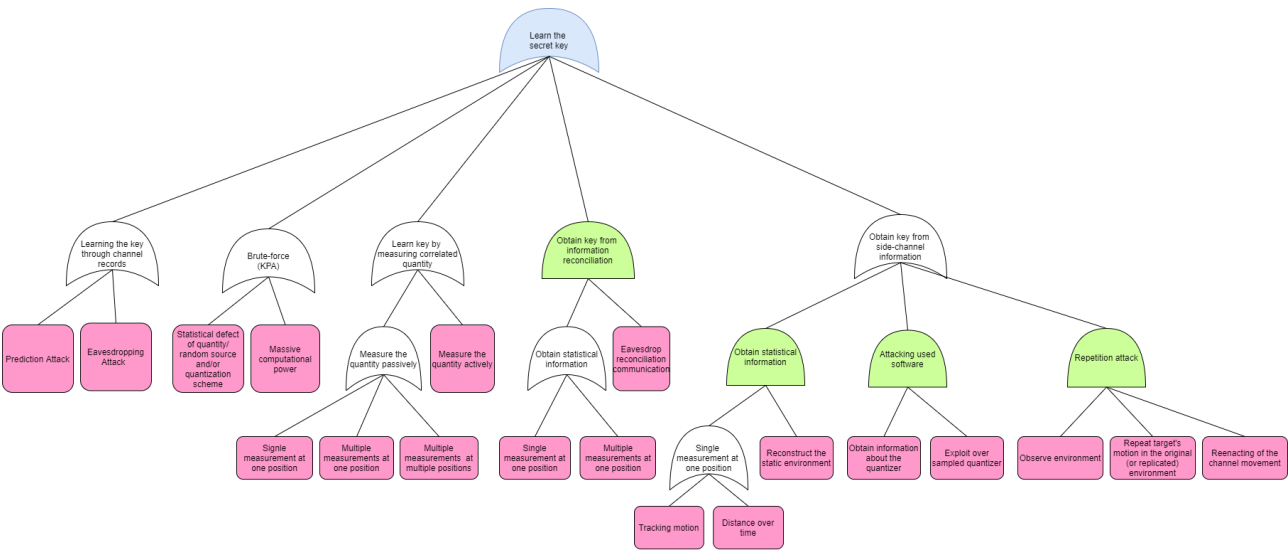 Learn the
secret key
Learning the key
through channel
records
Brute-force
(KPA)
Learn key by
measuring correlated
quantity
Obtain key from
information
reconciliation
Obtain key from
side-channel
information
Prediction Attack
Eavesdropping
Attack
Statistical defect
of quantity/
random source
and/or
quantization
scheme
Massive
computational
power
Measure the
quantity passively
Measure the
quantity actively
Obtain statistical
information
Eavesdrop
reconciliation
communication
Obtain statistical
information
Attacking used
software
Repetition attack
Signle
measurement at
one position
Multiple
measurements at
one position
Multiple
measurements at
multiple positions
Single
measurement at
one position
Multiple
measurements at
one position
Single
measurement at
one position
Reconstruct the
static environment
Obtain information
about the
quantizer
Exploit over
sampled quantizer
Observe environment
Repeat target's
motion in the original
(or replicated)
environment
Reenacting of the
channel movement
Tracking motion
Distance over
time